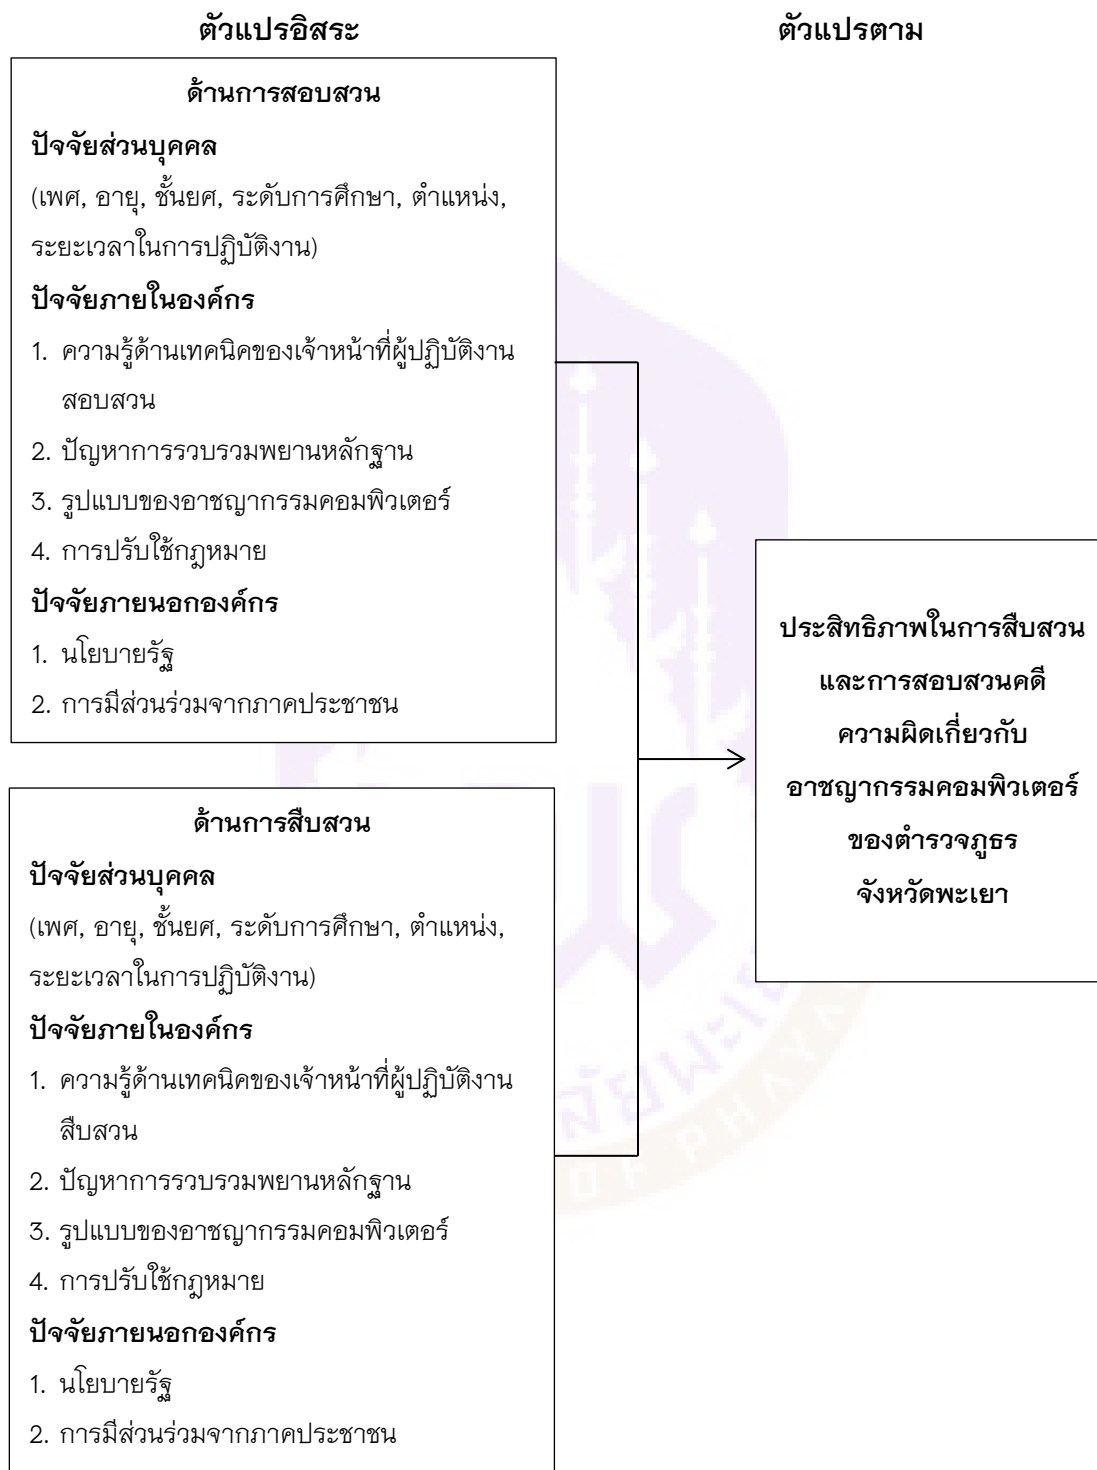 ตัวแปรอิสระ
ตัวแปรตาม
ด้านการสอบสวน
ปัจจัยส่วนบุคคล
(เพศ, อายุ, ชั้นยศ, ระดับการศึกษา, ตำแหน่ง,
ระยะเวลาในการปฏิบัติงาน)
ปัจจัยภายในองค์กร
1. ความรู้ด้านเทคนิคของเจ้าหน้าที่ผู้ปฏิบัติงาน
สอบสวน
2. ปัญหาการรวบรวมพยานหลักฐาน
3. รูปแบบของอาชญากรรมคอมพิวเตอร์
4. การปรับใช้กฎหมาย
ปัจจัยภายนอกองค์กร
1. นโยบายรัฐ
2. การมีส่วนร่วมจากภาคประชาชน
ด้านการสืบสวน
ปัจจัยส่วนบุคคล
(เพศ, อายุ, ชั้นยศ, ระดับการศึกษา, ตำแหน่ง,
ระยะเวลาในการปฏิบัติงาน)
ปัจจัยภายในองค์กร
1. ความรู้ด้านเทคนิคของเจ้าหน้าที่ผู้ปฏิบัติงาน
สืบสวน
2. ปัญหาการรวบรวมพยานหลักฐาน
3. รูปแบบของอาชญากรรมคอมพิวเตอร์
4. การปรับใช้กฎหมาย
ปัจจัยภายนอกองค์กร
1. นโยบายรัฐ
2. การมีส่วนร่วมจากภาคประชาชน
ประสิทธิภาพในการสืบสวน
และการสอบสวนคดี
ความผิดเกี่ยวกับ
อาชญากรรมคอมพิวเตอร์
ของตำรวจภูธร
จังหวัดพะเยา
OF PHAYA